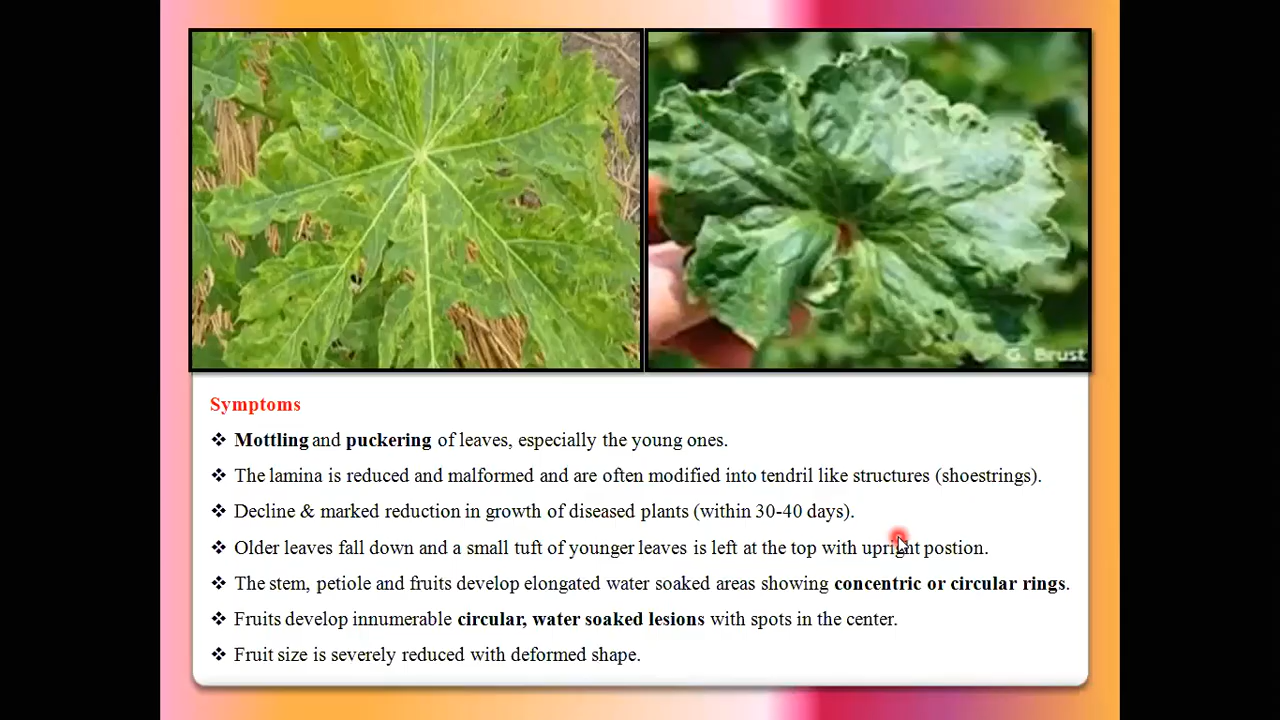 G. Brust
Symptoms
❖ Mottling and puckering of leaves, especially the young ones.
❖ The lamina is reduced and malformed and are often modified into tendril like structures (shoestrings).
❖ Decline & marked reduction in growth of diseased plants (within 30-40 days).
❖ Older leaves fall down and a small tuft of younger leaves is left at the top with upright postion.
❖ The stem, petiole and fruits develop elongated water soaked areas showing concentric or circular rings.
❖ Fruits develop innumerable circular, water soaked lesions with spots in the center.
❖ Fruit size is severely reduced with deformed shape.